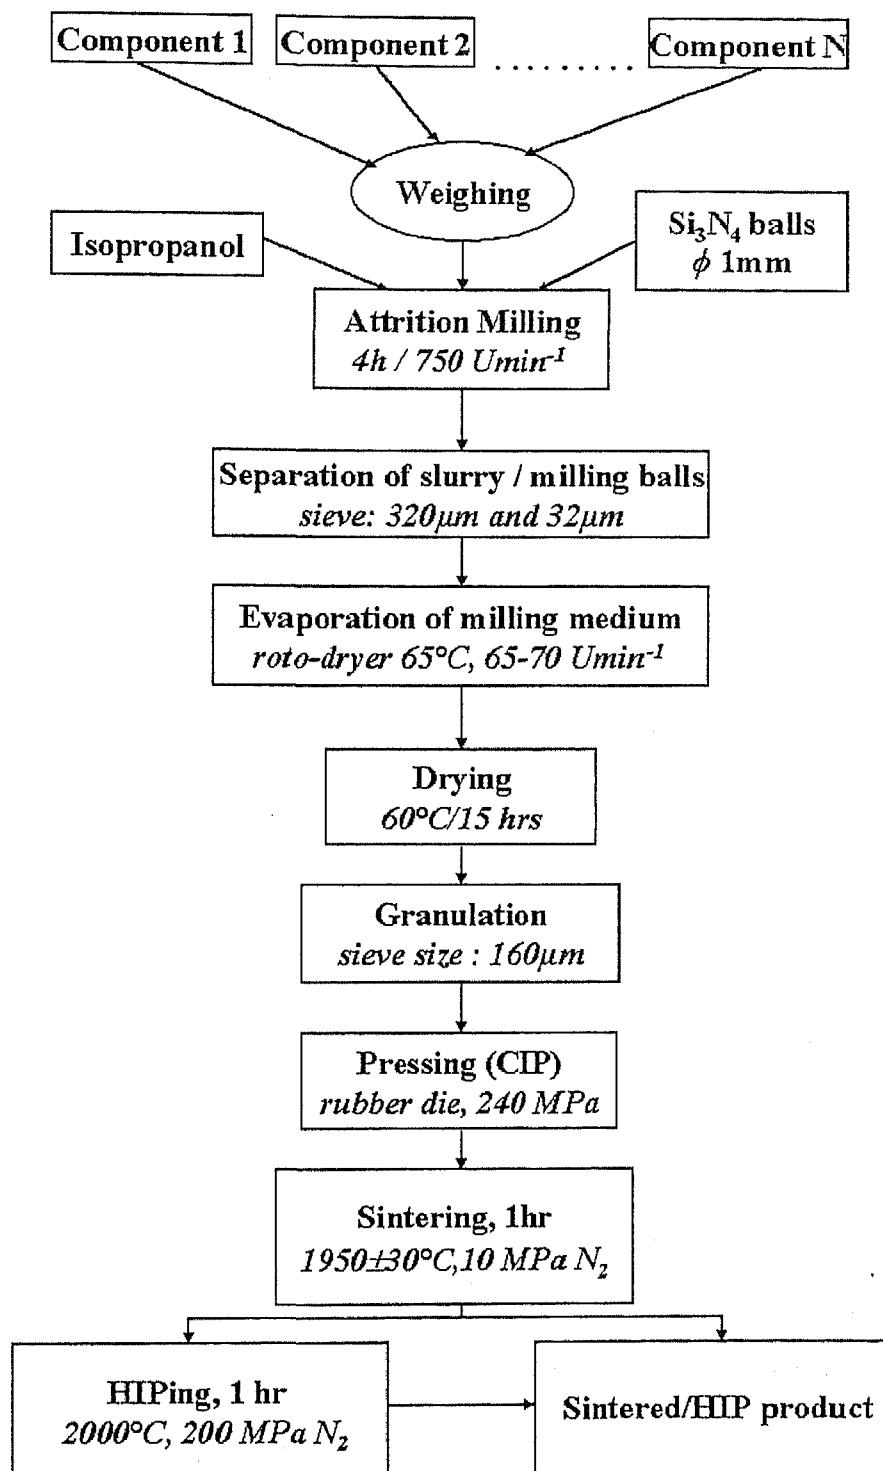 Component 1
Component 2
. . . . . . . . .
Component N
Weighing
Isopropanol
Si₃N₄ balls
ϕ 1mm
Attrition Milling
4h / 750 Umin⁻¹
Separation of slurry / milling balls
sieve: 320μm and 32μm
Evaporation of milling medium
roto-dryer 65°C, 65-70 Umin⁻¹
Drying
60°C/15 hrs
Granulation
sieve size : 160μm
Pressing (CIP)
rubber die, 240 MPa
Sintering, 1hr
1950±30°C,10 MPa N₂
HIPing, 1 hr
2000°C, 200 MPa N₂
Sintered/HIP product